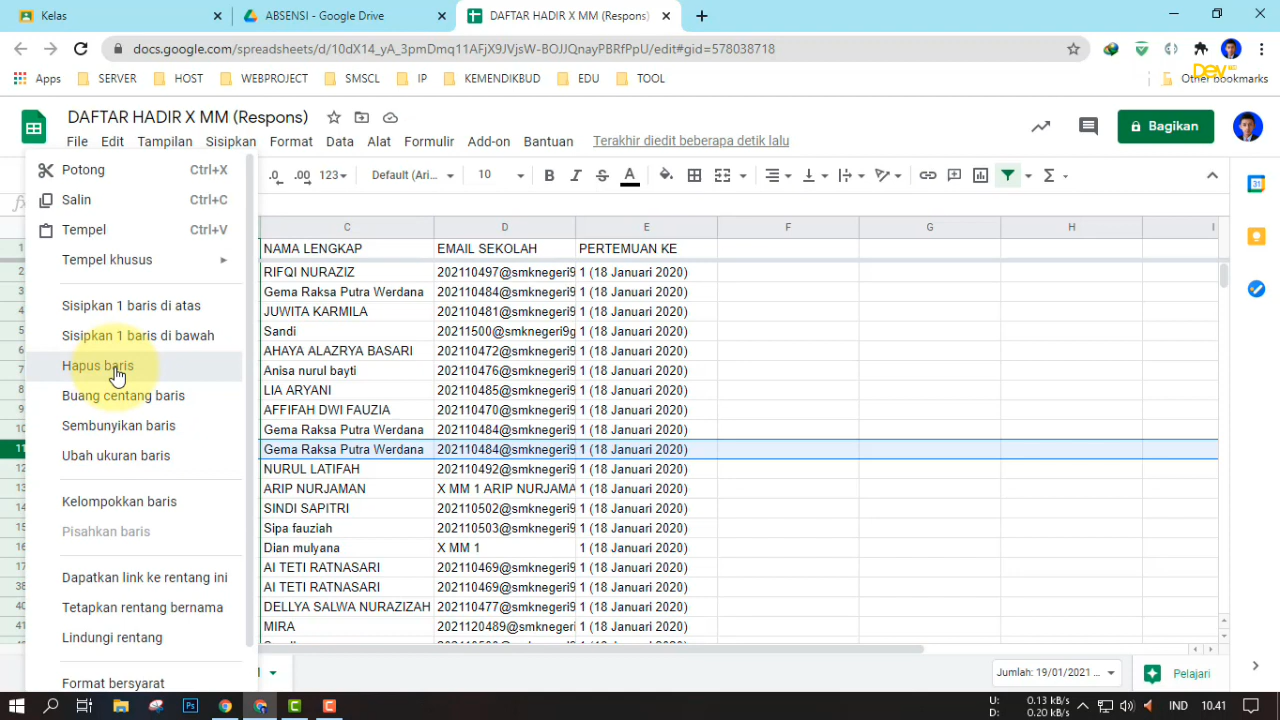 Kelas
ABSENSI - Google Drive
DAFTAR HADIR X MM (Respons)
docs.google.com/spreadsheets/d/10dX14_yA_3pmDmq11AFjX9JVjsW-BOJJQnayPBRfPpU/edit#gid=578038718
Apps SERVER HOST WEBPROJECT SMSCL IP KEMENDIKBUD EDU TOOL Other bookmarks
DAFTAR HADIR X MM (Respons)
File Edit Tampilan Sisipkan Format Data Alat Formulir Add-on Bantuan Terakhir diedit beberapa detik lalu
Bagikan
.0 .00 123 Default (Ari... 10 B I S A
Potong Ctrl+X
Salin Ctrl+C
Tempel Ctrl+V
Tempel khusus
Sisipkan 1 baris di atas
Sisipkan 1 baris di bawah
Hapus baris
Buang centang baris
Sembunyikan baris
Ubah ukuran baris
Kelompokkan baris
Pisahkan baris
Dapatkan link ke rentang ini
Tetapkan rentang bernama
Lindungi rentang
Format bersyarat
C D E F G H I
NAMA LENGKAP EMAIL SEKOLAH PERTEMUAN KE
RIFQI NURAZIZ 202110497@smknegeri9 1 (18 Januari 2020)
Gema Raksa Putra Werdana 202110484@smknegeri9 1 (18 Januari 2020)
JUWITA KARMILA 202110481@smknegeri9 1 (18 Januari 2020)
Sandi 20211500@smknegeri9g 1 (18 Januari 2020)
AHAYA ALAZRYA BASARI 202110472@smknegeri9 1 (18 Januari 2020)
Anisa nurul bayti 202110476@smknegeri9 1 (18 Januari 2020)
LIA ARYANI 202110485@smknegeri9 1 (18 Januari 2020)
AFFIFAH DWI FAUZIA 202110470@smknegeri9 1 (18 Januari 2020)
Gema Raksa Putra Werdana 202110484@smknegeri9 1 (18 Januari 2020)
Gema Raksa Putra Werdana 202110484@smknegeri9 1 (18 Januari 2020)
NURUL LATIFAH 202110492@smknegeri9 1 (18 Januari 2020)
ARIP NURJAMAN X MM 1 ARIP NURJAMA 1 (18 Januari 2020)
SINDI SAPITRI 202110502@smknegeri9 1 (18 Januari 2020)
Sipa fauziah 202110503@smknegeri9 1 (18 Januari 2020)
Dian mulyana X MM 1 1 (18 Januari 2020)
AI TETI RATNASARI 202110469@smknegeri9 1 (18 Januari 2020)
AI TETI RATNASARI 202110469@smknegeri9 1 (18 Januari 2020)
DELLYA SALWA NURAZIZAH 202110477@smknegeri9 1 (18 Januari 2020)
MIRA 2021120489@smknegeri 1 (18 Januari 2020)
Jumlah: 19/01/2021 ...
Pelajari
U: 0.13 kB/s
D: 0.20 kB/s
IND 10.41